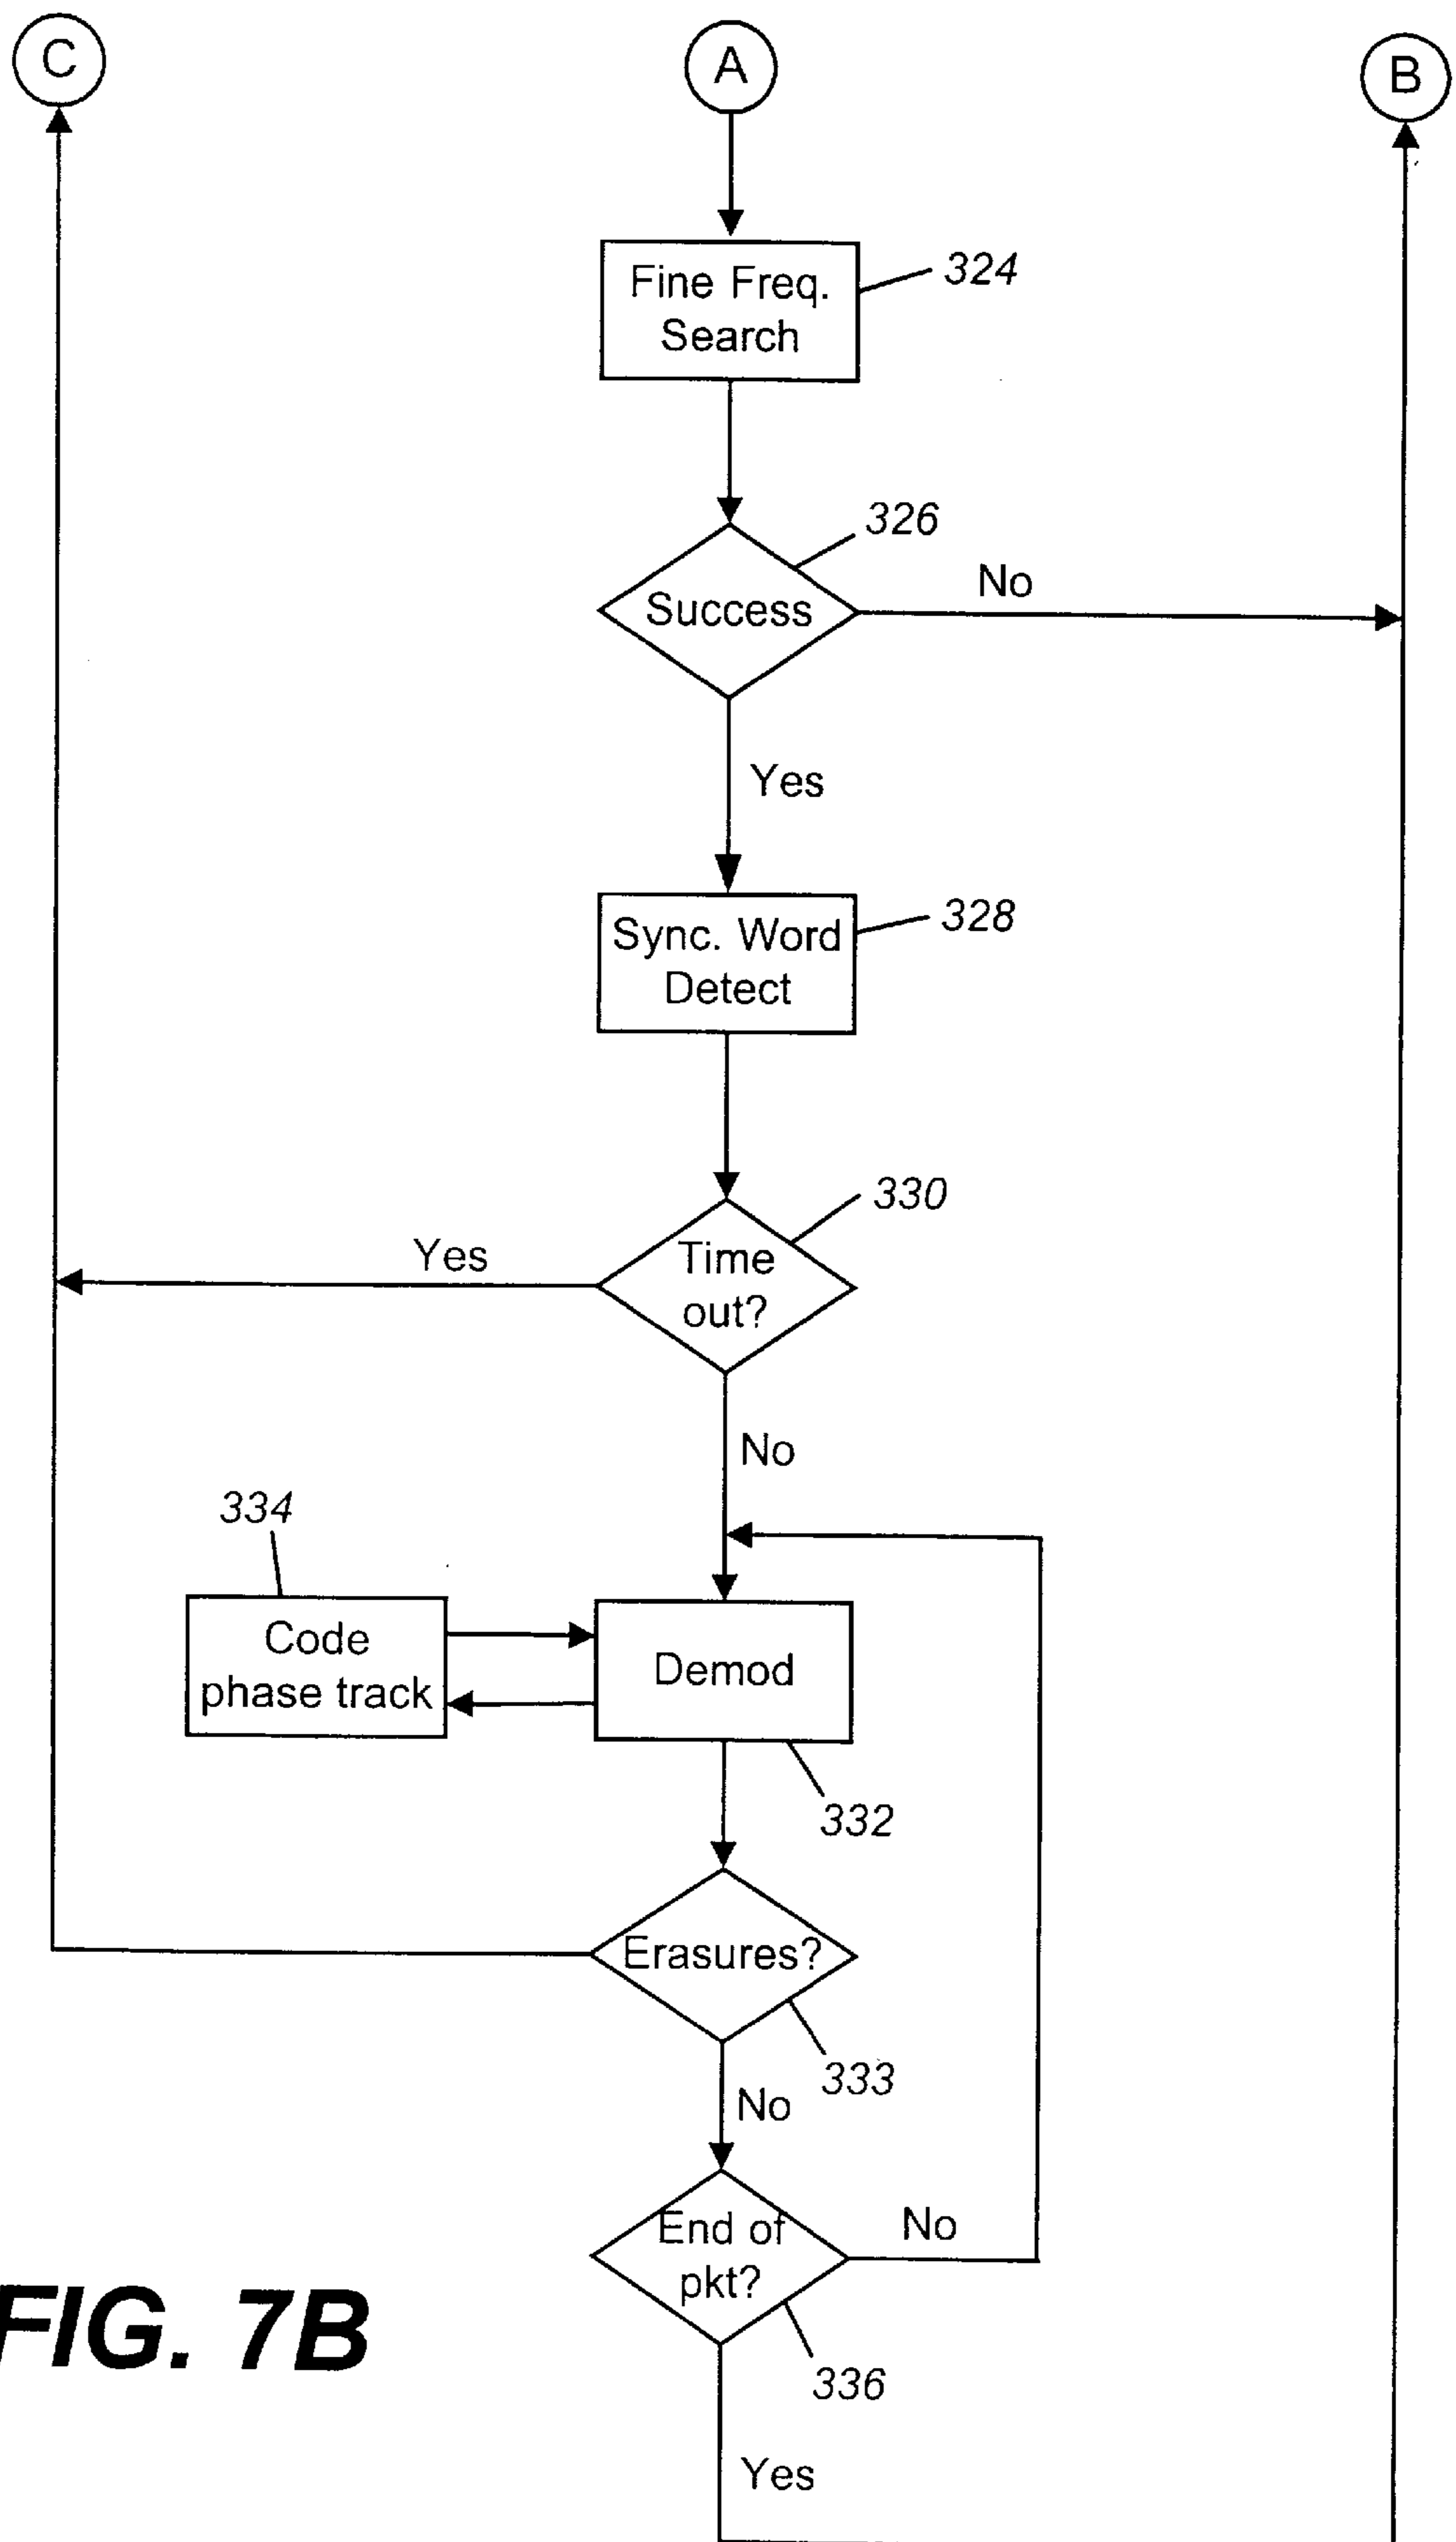 C
A
B
Fine Freq.
Search
324
326
Success
No
Yes
Sync. Word
Detect
328
330
Time
out?
Yes
No
334
Code
phase track
Demod
332
Erasures?
333
No
End of
pkt?
No
336
Yes
FIG. 7B